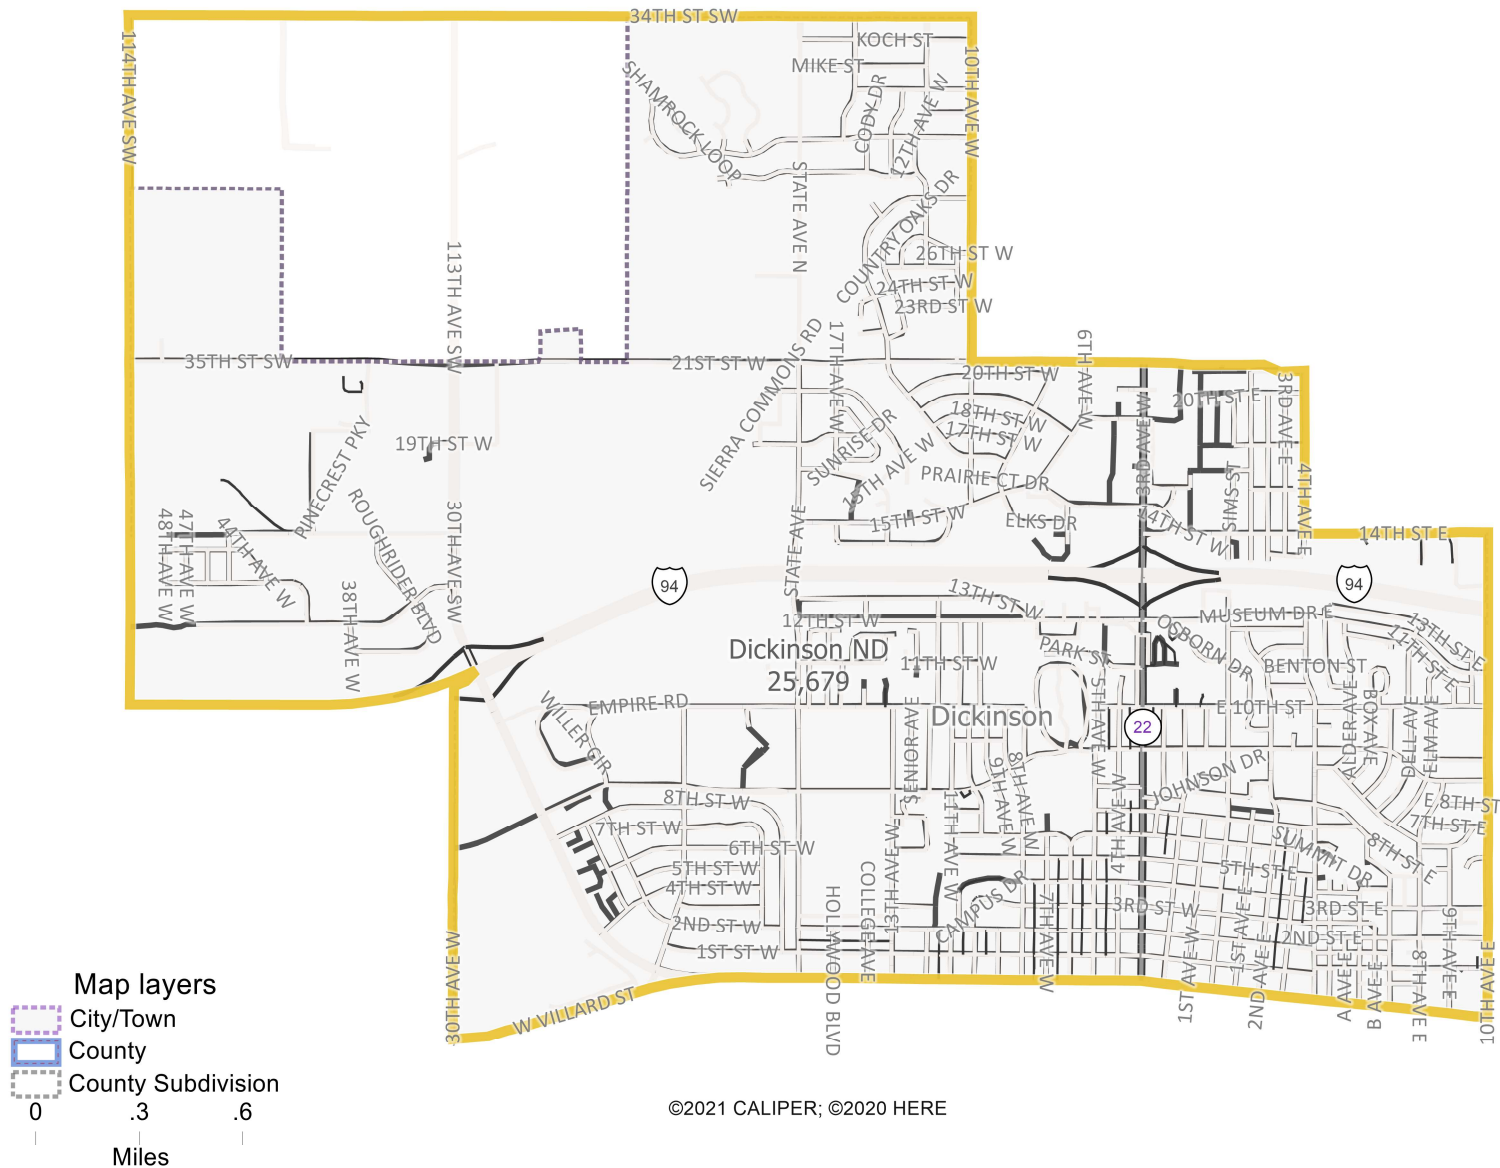 34TH ST SW
114TH AVE SW
KOCH ST
MIKE ST
10TH AVE W
SHAMROCK LOOP
CODY DR
12TH AVE W
STATE AVE N
COUNTRY OAKS DR
26TH ST W
24TH ST W
23RD ST W
113TH AVE SW
35TH ST SW
21ST ST W
SIERRA COMMONS RD
17TH AVE W
6TH AVE W
20TH ST W
3RD AVE E
20TH ST E
18TH ST W
17TH ST W
3RD AVE W
PINECREST PKY
19TH ST W
SUNRISE DR
15TH AVE W
PRAIRIE CT DR
SIMS ST
4TH AVE E
15TH ST W
ELKS DR
14TH ST W
14TH ST E
48TH AVE W
47TH AVE W
44TH AVE W
ROUGHRIDER BLVD
30TH AVE SW
38TH AVE W
STATE AVE
94
94
13TH ST W
12TH ST W
MUSEUM DR E
13TH ST E
11TH ST E
OSBORN DR
Dickinson ND
25,679
11TH ST W
PARK ST
BENTON ST
5TH AVE W
EMPIRE RD
WILLER CIR
SENIOR AVE
Dickinson
22
E 10TH ST
ALDER AVE
BOX AVE
DELL AVE
ELM AVE
9TH AVE W
8TH AVE W
JOHNSON DR
8TH ST W
11TH AVE W
4TH AVE W
E 8TH ST
7TH ST E
7TH ST W
6TH ST W
SUMMIT DR
8TH ST E
5TH ST W
4TH ST W
5TH ST E
COLLEGE AVE
13TH AVE W
CAMPUS DR
7TH AVE W
3RD ST W
3RD ST E
2ND ST W
1ST ST W
HOLLYWOOD BLVD
1ST AVE W
1ST AVE E
2ND AVE E
2ND ST E
A AVE E
B AVE E
8TH AVE E
9TH AVE E
10TH AVE E
30TH AVE W
W VILLARD ST
Map layers
City/Town
County
County Subdivision
0 .3 .6
Miles
©2021 CALIPER; ©2020 HERE